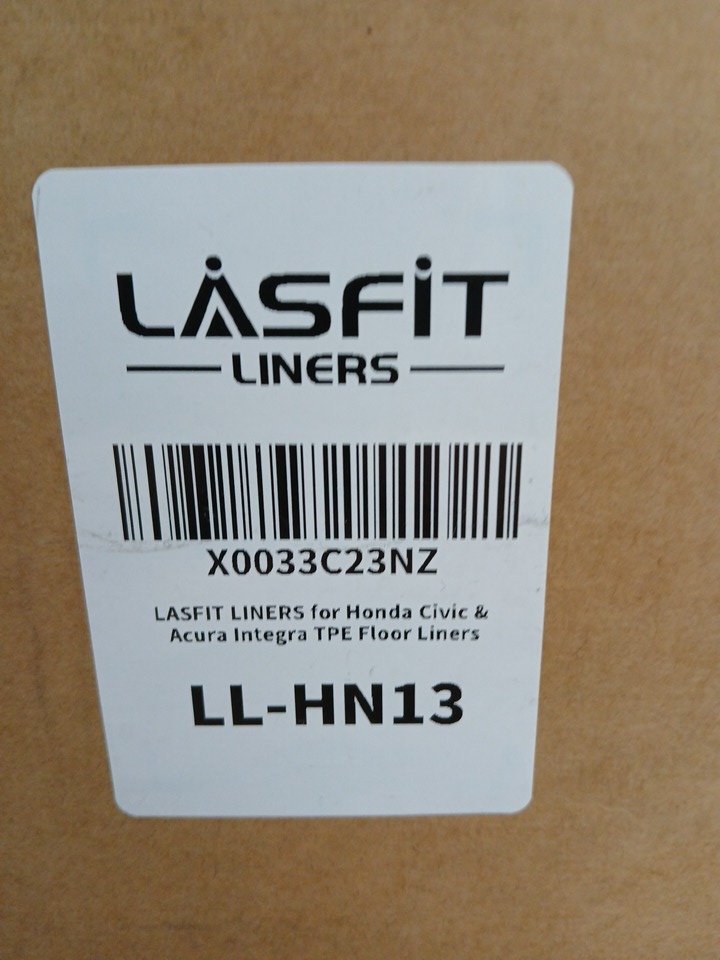 LASFIT
LINERS
X0033C23NZ
LASFIT LINERS for Honda Civic &
Acura Integra TPE Floor Liners
LL-HN13